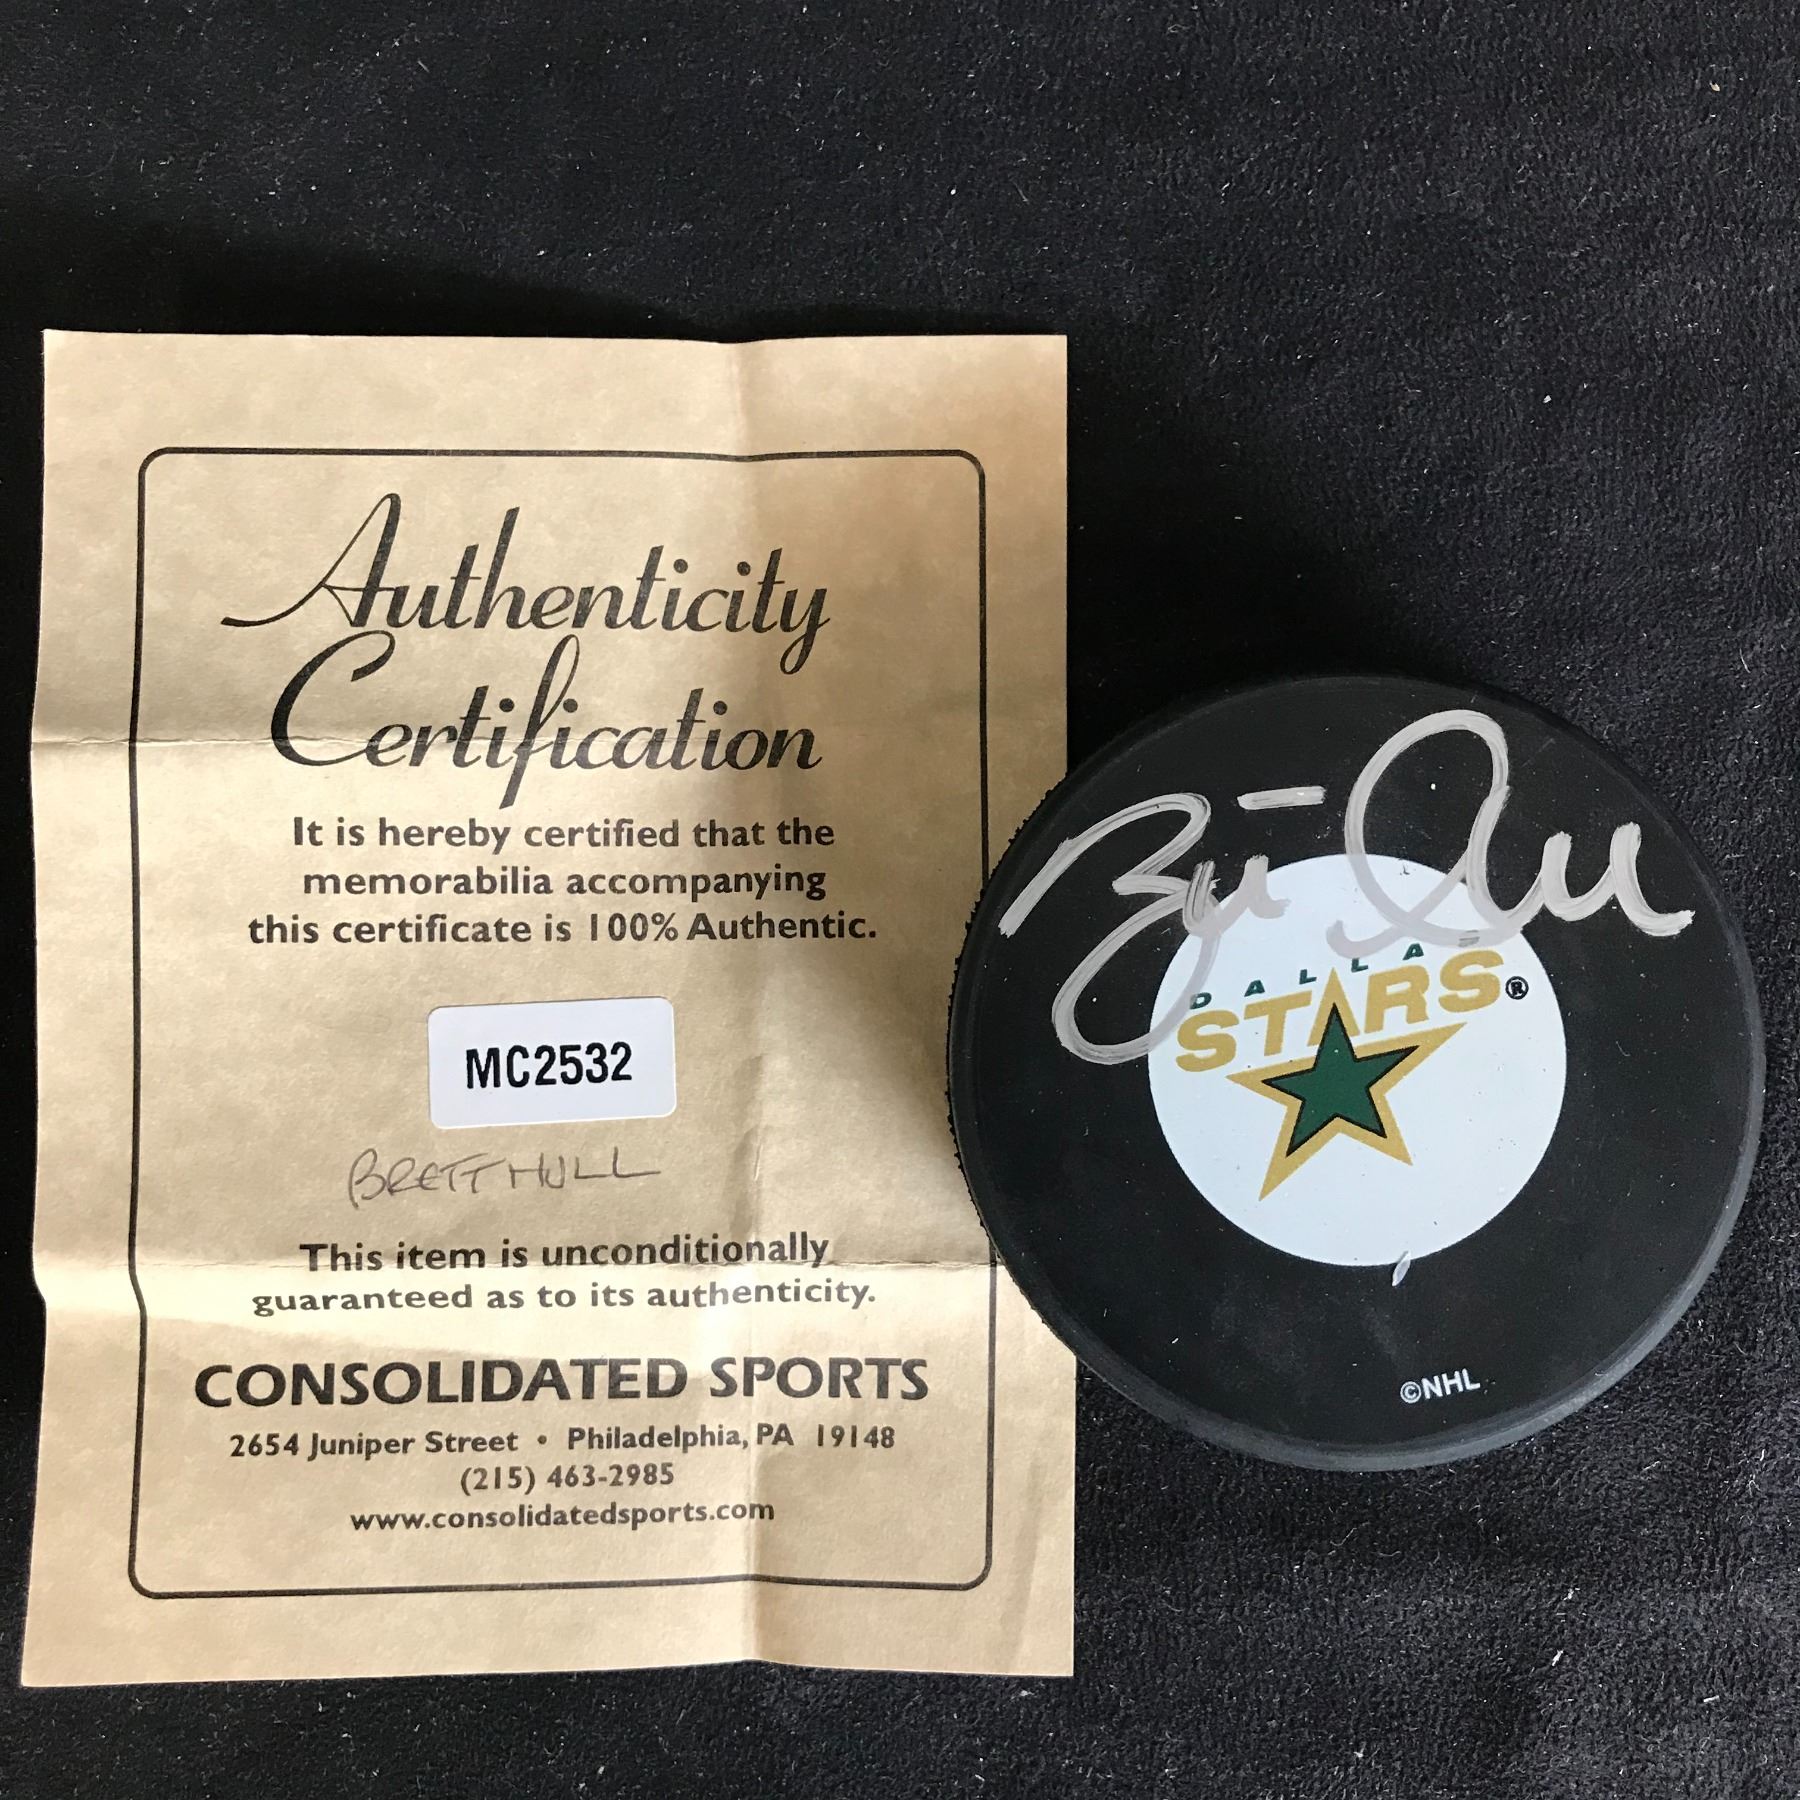 Authenticity
Certification
It is hereby certified that the
memorabilia accompanying
this certificate is 100% Authentic.
MC2532
BRETT HULL
This item is unconditionally
guaranteed as to its authenticity.
CONSOLIDATED SPORTS
2654 Juniper Street • Philadelphia, PA 19148
(215) 463-2985
www.consolidatedsports.com
DALLAS
STARS®
©NHL